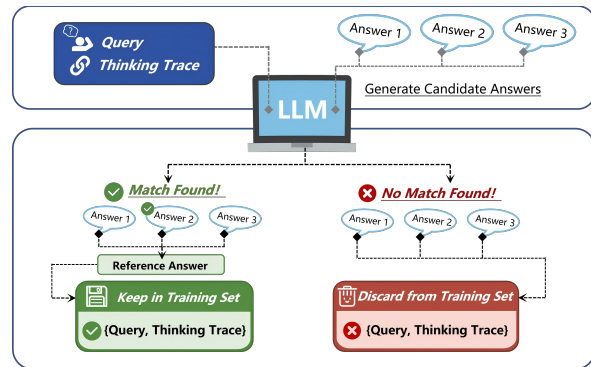 ?
Query
Thinking Trace
Answer 1
Answer 2
Answer 3
LLM
Generate Candidate Answers
Match Found!
Answer 1
Answer 2
Answer 3
Reference Answer
Keep in Training Set
{Query, Thinking Trace}
No Match Found!
Answer 1
Answer 2
Answer 3
Discard from Training Set
{Query, Thinking Trace}